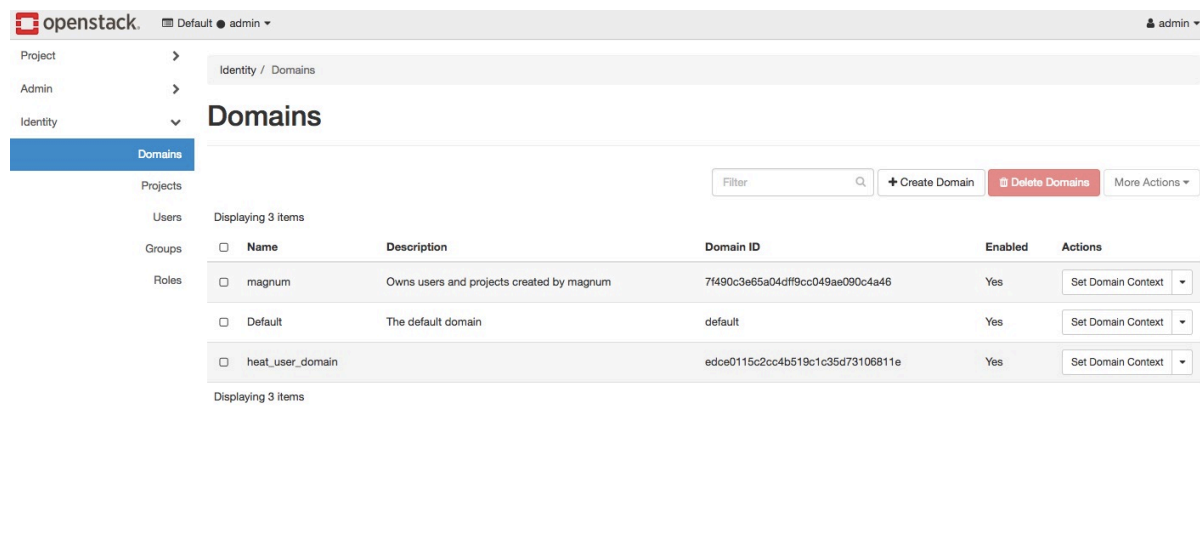 openstack. Default ● admin admin
Project
Admin
Identity
Domains
Projects
Users
Groups
Roles
Identity / Domains
Domains
Filter + Create Domain Delete Domains More Actions
Displaying 3 items
Name Description Domain ID Enabled Actions
magnum Owns users and projects created by magnum 7f490c3e65a04dff9cc049ae090c4a46 Yes Set Domain Context
Default The default domain default Yes Set Domain Context
heat_user_domain edce0115c2cc4b519c1c35d73106811e Yes Set Domain Context
Displaying 3 items